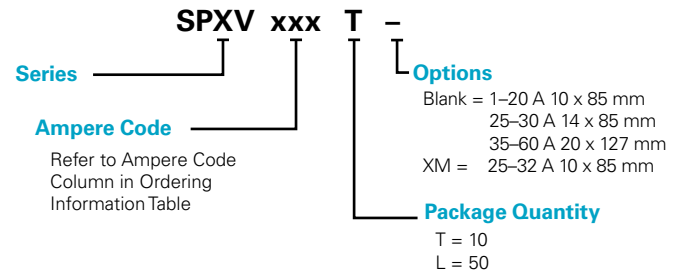 SPXV xxx T –
Series
Ampere Code
Refer to Ampere Code
Column in Ordering
Information Table
Options
Blank = 1–20 A 10 x 85 mm
25–30 A 14 x 85 mm
35–60 A 20 x 127 mm
XM = 25–32 A 10 x 85 mm
Package Quantity
T = 10
L = 50